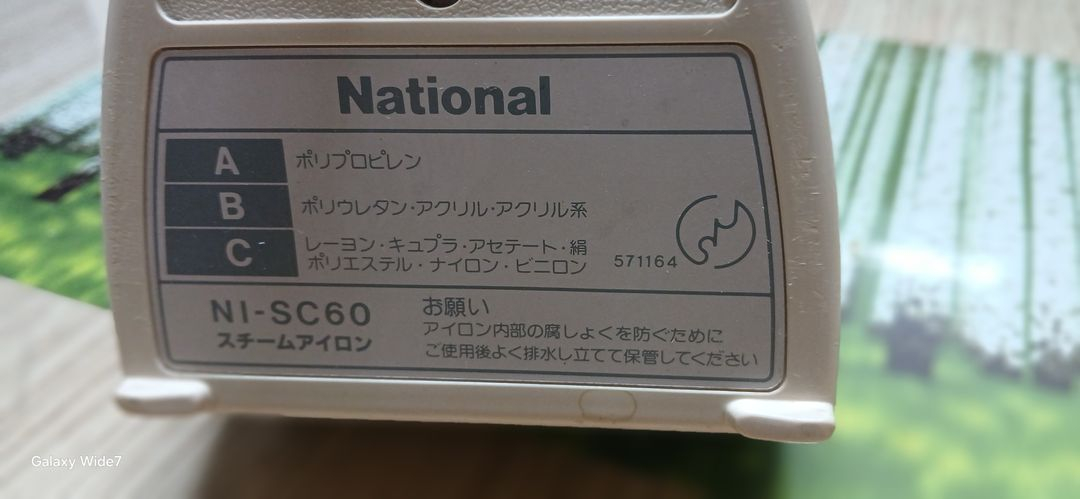 National
A ポリプロピレン
B ポリウレタン・アクリル・アクリル系
C レーヨン・キュプラ・アセテート・絹
ポリエステル・ナイロン・ビニロン
571164
NI-SC60
スチームアイロン
お願い
アイロン内部の腐しょくを防ぐために
ご使用後よく排水し立てて保管してください
Galaxy Wide7